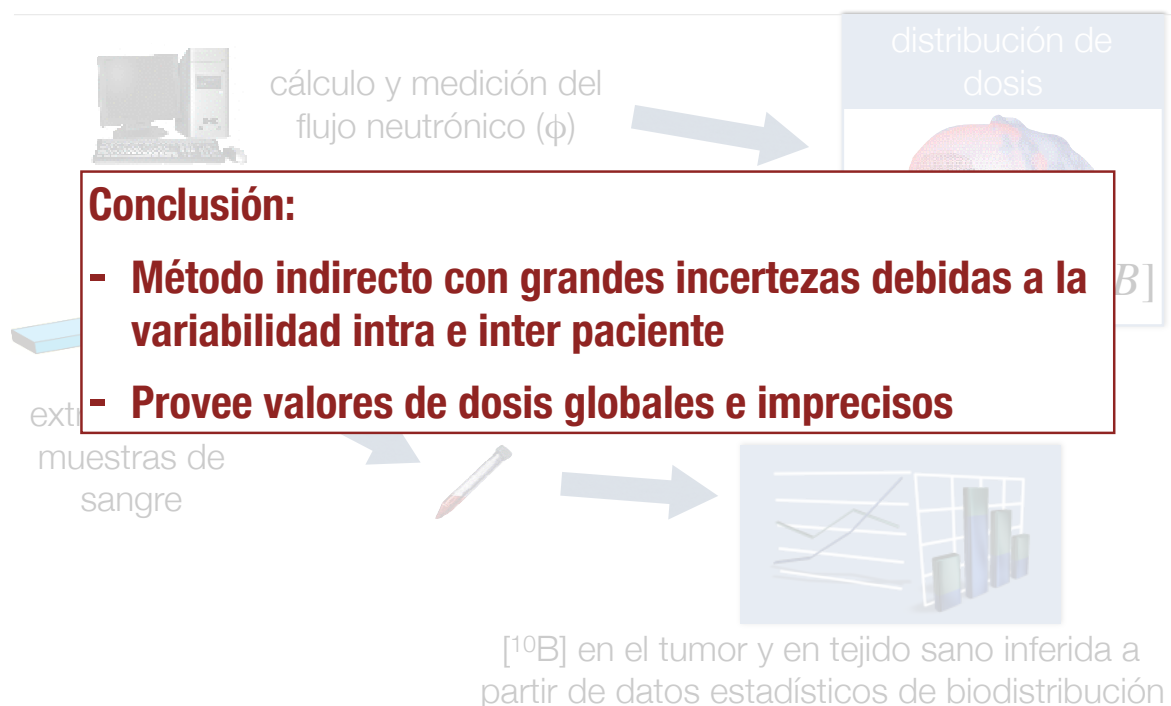 distribución de
dosis
cálculo y medición del
flujo neutrónico (ϕ)
Conclusión:
- Método indirecto con grandes incertezas debidas a la
variabilidad intra e inter paciente
- Provee valores de dosis globales e imprecisos
B]
muestras de
sangre
[¹⁰B] en el tumor y en tejido sano inferida a
partir de datos estadísticos de biodistribución